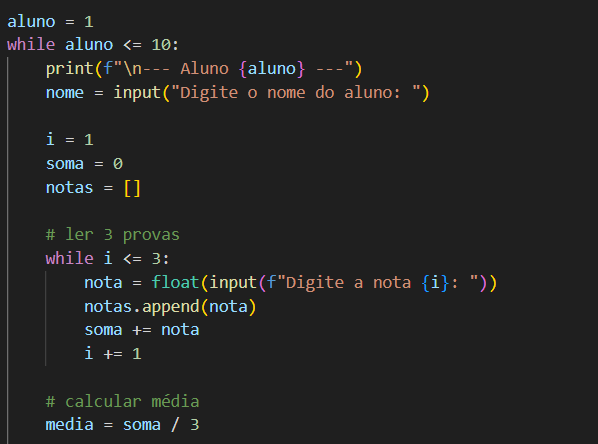 aluno = 1
while aluno <= 10:
    print(f"\n--- Aluno {aluno} ---")
    nome = input("Digite o nome do aluno: ")

    i = 1
    soma = 0
    notas = []

    # ler 3 provas
    while i <= 3:
        nota = float(input(f"Digite a nota {i}: "))
        notas.append(nota)
        soma += nota
        i += 1

    # calcular média
    media = soma / 3